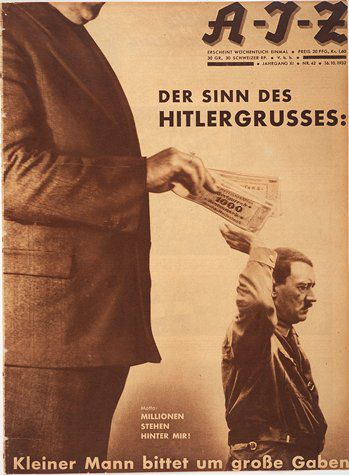 A-I-Z
ERSCHEINT WÖCHENTLICH EINMAL • PREIS 20 PFG., Kc. 1,60
30 GR., 30 SCHWEIZER RP. • V. b. b. •
• JAHRGANG XI • NR. 42 • 16.10.1932
DER SINN DES
HITLERGRUSSES:
1000
Motto:
MILLIONEN
STEHEN
HINTER MIR!
Kleiner Mann bittet um große Gaben